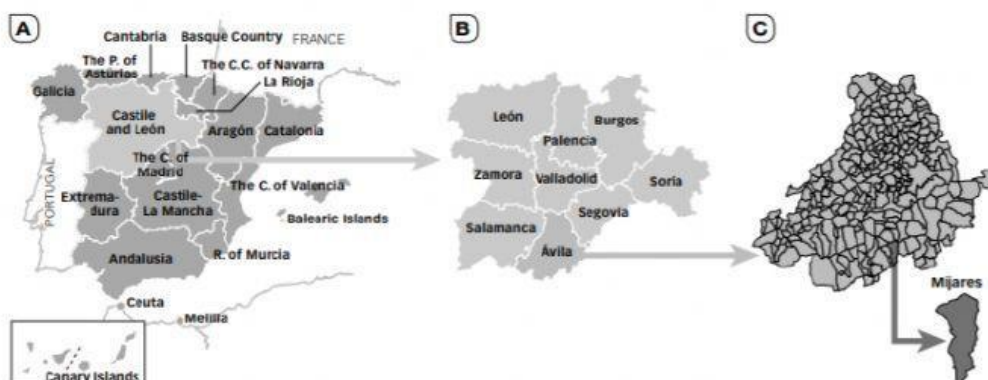 A
Cantabria
Basque Country
FRANCE
The P. of
Asturias
The C.C. of Navarra
La Rioja
Galicia
Castile
and León
Aragón
Catalonia
The C. of
Madrid
PORTUGAL
Extrema-
dura
Castile-
La Mancha
The C. of Valencia
Balearic Islands
Andalusia
R. of Murcia
Ceuta
Melilla
Canary Islands
B
León
Palencia
Burgos
Zamora
Valladolid
Soria
Segovia
Salamanca
Ávila
C
Mijares